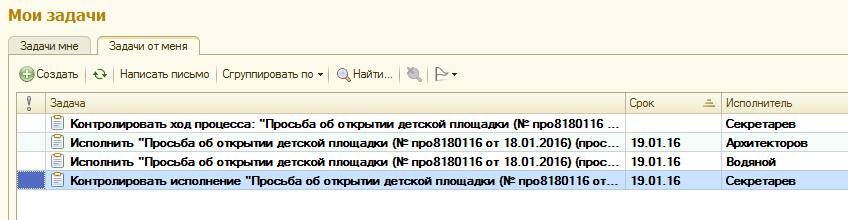 Мои задачи
Задачи мне Задачи от меня
Создать Написать письмо Сгруппировать по Найти...
! Задача Срок Исполнитель
Контролировать ход процесса: "Просьба об открытии детской площадки (№ про8180116 ... Секретарев
Исполнить "Просьба об открытии детской площадки (№ про8180116 от 18.01.2016) (прос... 19.01.16 Архитекторов
Исполнить "Просьба об открытии детской площадки (№ про8180116 от 18.01.2016) (прос... 19.01.16 Водяной
Контролировать исполнение "Просьба об открытии детской площадки (№ про8180116 от... 19.01.16 Секретарев